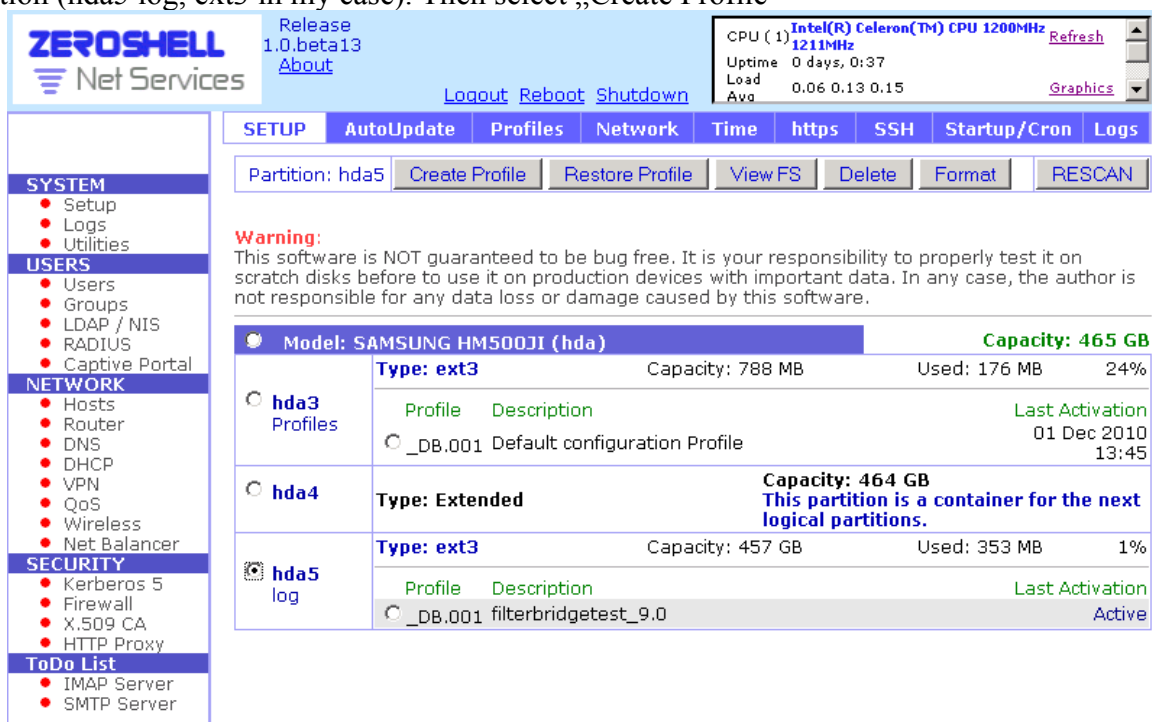 tion (hda5 log, ext3 in my case). Then select „Create Profile
ZEROSHELL
Net Services
Release
1.0.beta13
About
Logout Reboot Shutdown
CPU (1) Intel(R) Celeron(TM) CPU 1200MHz 1211MHz Refresh
Uptime 0 days, 0:37
Load Avg 0.06 0.13 0.15 Graphics
SETUP AutoUpdate Profiles Network Time https SSH Startup/Cron Logs
Partition: hda5 Create Profile Restore Profile View FS Delete Format RESCAN
SYSTEM
Setup
Logs
Utilities
USERS
Users
Groups
LDAP / NIS
RADIUS
Captive Portal
NETWORK
Hosts
Router
DNS
DHCP
VPN
QoS
Wireless
Net Balancer
SECURITY
Kerberos 5
Firewall
X.509 CA
HTTP Proxy
ToDo List
IMAP Server
SMTP Server
Warning:
This software is NOT guaranteed to be bug free. It is your responsibility to properly test it on
scratch disks before to use it on production devices with important data. In any case, the author is
not responsible for any data loss or damage caused by this software.
Model: SAMSUNG HM500JI (hda) Capacity: 465 GB
hda3
Profiles
Type: ext3 Capacity: 788 MB Used: 176 MB 24%
Profile Description Last Activation
_DB.001 Default configuration Profile 01 Dec 2010
13:45
hda4
Type: Extended
Capacity: 464 GB
This partition is a container for the next
logical partitions.
hda5
log
Type: ext3 Capacity: 457 GB Used: 353 MB 1%
Profile Description Last Activation
_DB.001 filterbridgetest_9.0 Active